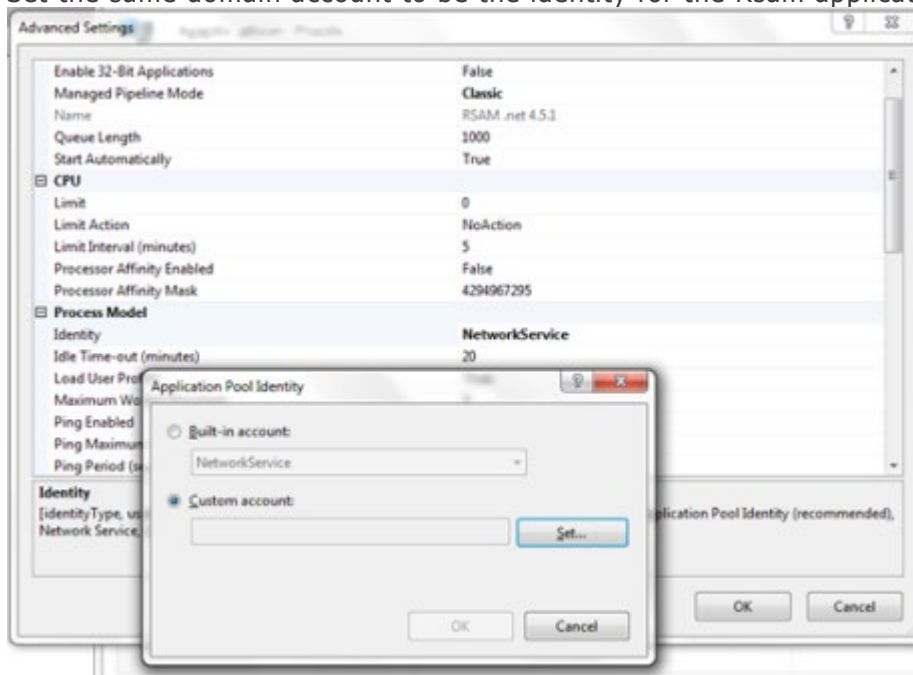 Set the same domain account to be the identity for the Rsam applicat
Advanced Settings
Enable 32-Bit Applications False
Managed Pipeline Mode Classic
Name RSAM .net 4.5.1
Queue Length 1000
Start Automatically True
CPU
Limit 0
Limit Action NoAction
Limit Interval (minutes) 5
Processor Affinity Enabled False
Processor Affinity Mask 4294967295
Process Model
Identity NetworkService
Idle Time-out (minutes) 20
Load User Prof
Maximum Wo
Ping Enabled
Ping Maximum
Ping Period (se
Application Pool Identity
Built-in account:
NetworkService
Custom account:
Set...
OK Cancel
Identity
[identityType, us plication Pool Identity (recommended),
Network Service,
OK Cancel